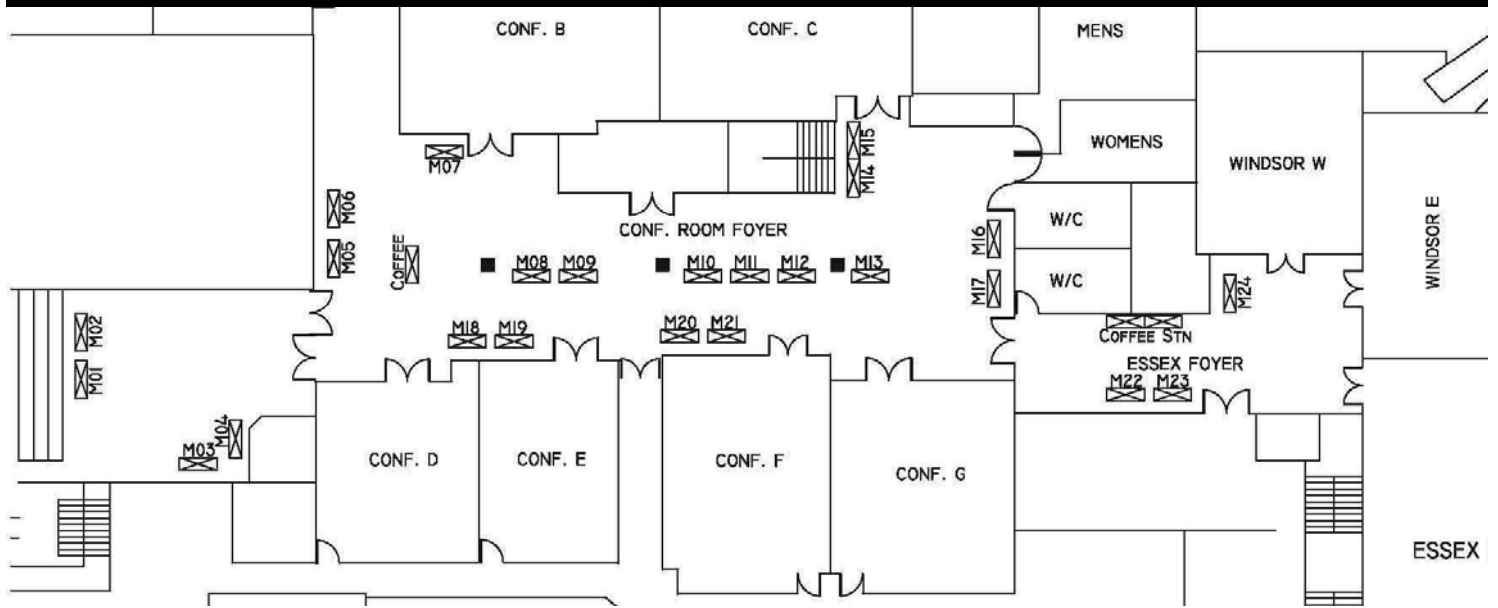 CONF. B
CONF. C
MENS
WOMENS
WINDSOR W
WINDSOR E
M15
M14
M07
M06
M05
COFFEE
CONF. ROOM FOYER
W/C
W/C
M16
M17
M08
M09
M10
M11
M12
M13
M24
COFFEE STN
ESSEX FOYER
M02
M01
M18
M19
M20
M21
M22
M23
M04
M03
CONF. D
CONF. E
CONF. F
CONF. G
ESSEX